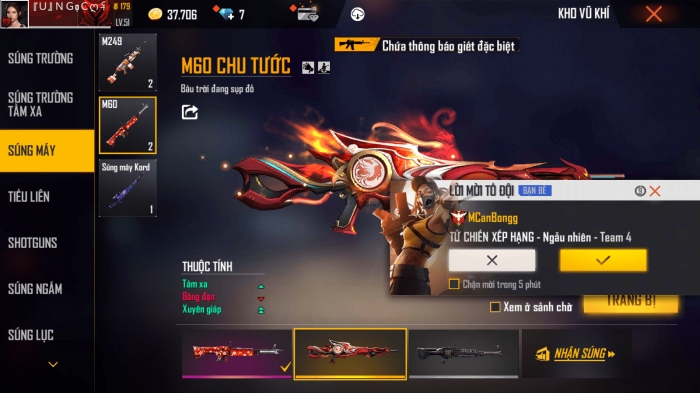 179
LV.51
37.706
7
KHO VŨ KHÍ
SÚNG TRƯỜNG
SÚNG TRƯỜNG
TẦM XA
SÚNG MÁY
TIỂU LIÊN
SHOTGUNS
SÚNG NGẮM
SÚNG LỤC
M249
2
M60
2
Súng máy Kord
1
Chứa thông báo giết đặc biệt
M60 CHU TƯỚC
Bầu trời đang sụp đổ
LỜI MỜI TỔ ĐỘI
BẠN BÈ
MCanBongg
TỬ CHIẾN XẾP HẠNG - Ngẫu nhiên - Team 4
Chặn mời trong 5 phút
THUỘC TÍNH
Tầm xa
Băng đạn
Xuyên giáp
Xem ở sảnh chờ
TRANG BỊ
NHẬN SÚNG